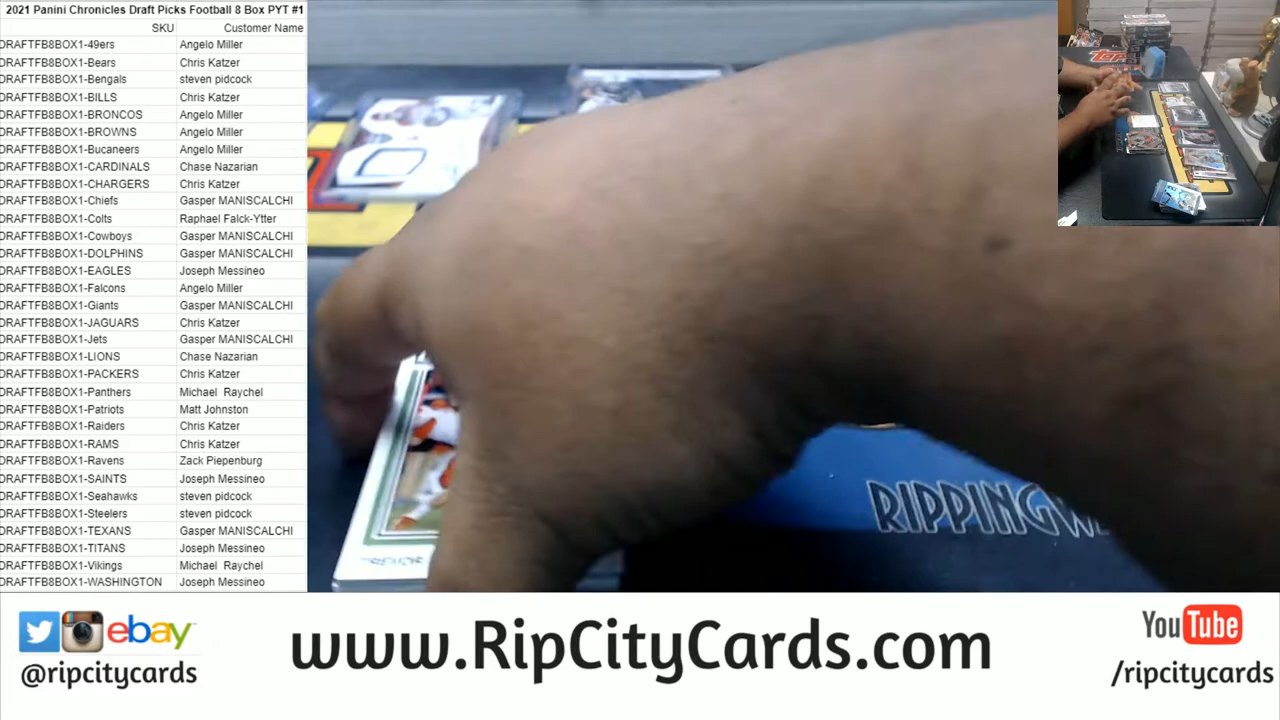 2021 Panini Chronicles Draft Picks Football 8 Box PYT #1
SKU Customer Name
DRAFTFB8BOX1-49ers Angelo Miller
DRAFTFB8BOX1-Bears Chris Katzer
DRAFTFB8BOX1-Bengals steven pidcock
DRAFTFB8BOX1-BILLS Chris Katzer
DRAFTFB8BOX1-BRONCOS Angelo Miller
DRAFTFB8BOX1-BROWNS Angelo Miller
DRAFTFB8BOX1-Bucaneers Angelo Miller
DRAFTFB8BOX1-CARDINALS Chase Nazarian
DRAFTFB8BOX1-CHARGERS Chris Katzer
DRAFTFB8BOX1-Chiefs Gasper MANISCALCHI
DRAFTFB8BOX1-Colts Raphael Falck-Ytter
DRAFTFB8BOX1-Cowboys Gasper MANISCALCHI
DRAFTFB8BOX1-DOLPHINS Gasper MANISCALCHI
DRAFTFB8BOX1-EAGLES Joseph Messineo
DRAFTFB8BOX1-Falcons Angelo Miller
DRAFTFB8BOX1-Giants Gasper MANISCALCHI
DRAFTFB8BOX1-JAGUARS Chris Katzer
DRAFTFB8BOX1-Jets Gasper MANISCALCHI
DRAFTFB8BOX1-LIONS Chase Nazarian
DRAFTFB8BOX1-PACKERS Chris Katzer
DRAFTFB8BOX1-Panthers Michael Raychel
DRAFTFB8BOX1-Patriots Matt Johnston
DRAFTFB8BOX1-Raiders Chris Katzer
DRAFTFB8BOX1-RAMS Chris Katzer
DRAFTFB8BOX1-Ravens Zack Piepenburg
DRAFTFB8BOX1-SAINTS Joseph Messineo
DRAFTFB8BOX1-Seahawks steven pidcock
DRAFTFB8BOX1-Steelers steven pidcock
DRAFTFB8BOX1-TEXANS Gasper MANISCALCHI
DRAFTFB8BOX1-TITANS Joseph Messineo
DRAFTFB8BOX1-Vikings Michael Raychel
DRAFTFB8BOX1-WASHINGTON Joseph Messineo
RIPPINGW
ebay
@ripcitycards
www.RipCityCards.com
YouTube
/ripcitycards